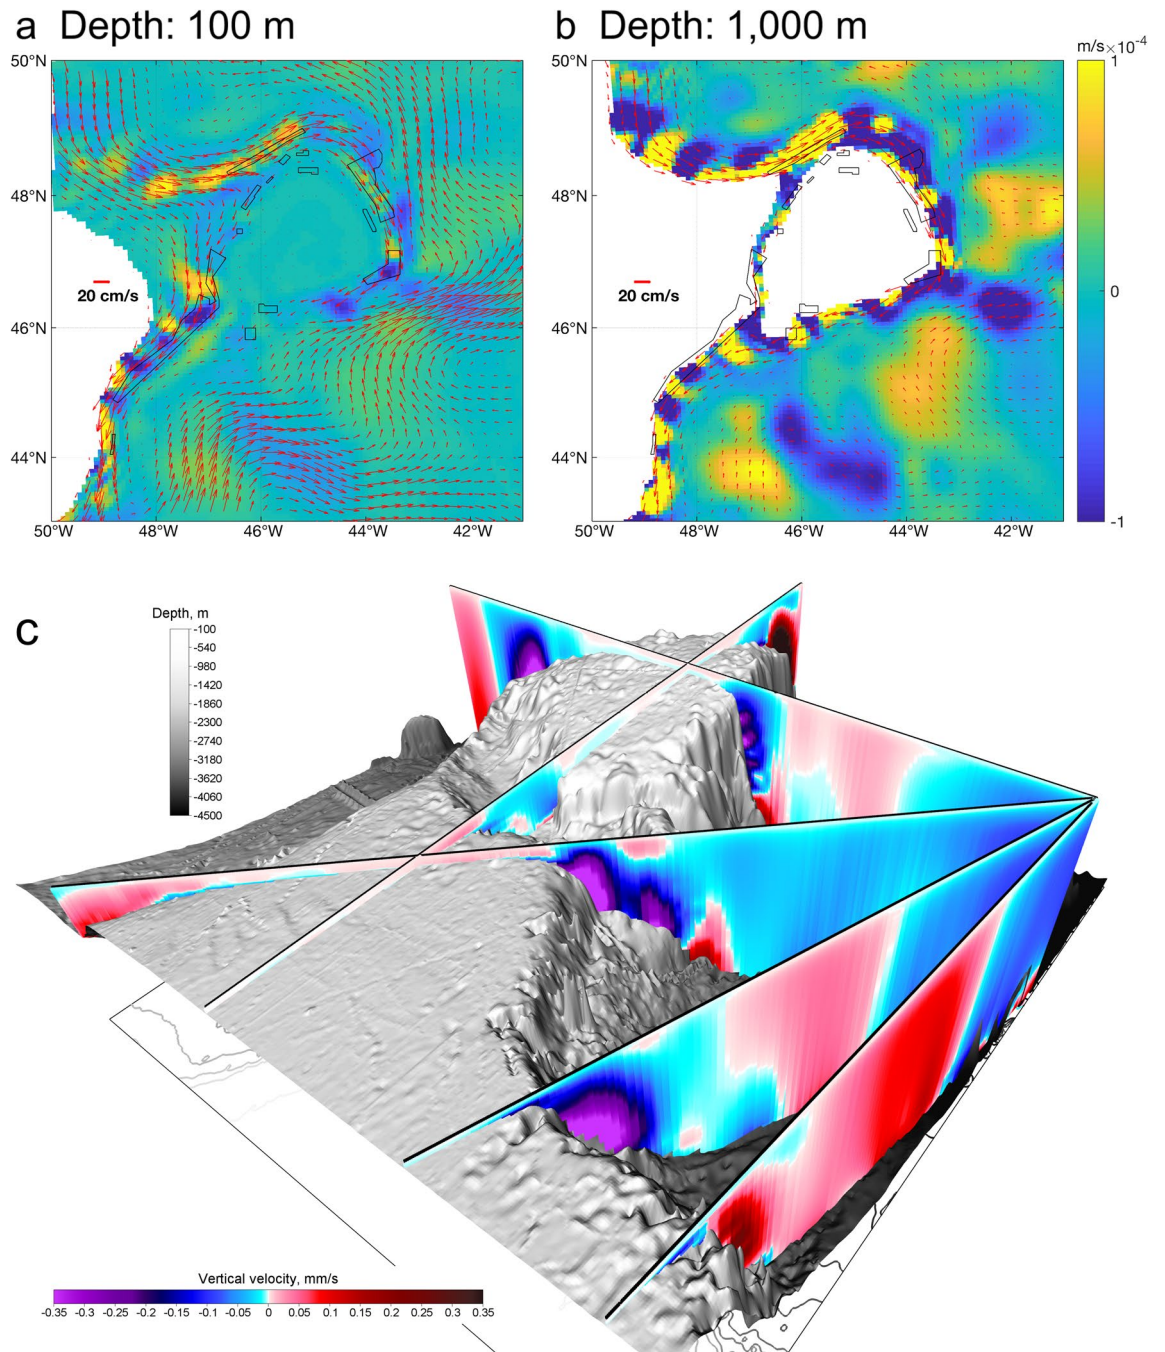 a Depth: 100 m
b Depth: 1,000 m
m/s×10-4
50°N
48°N
46°N
44°N
20 cm/s
50°W
48°W
46°W
44°W
42°W
50°N
48°N
46°N
44°N
20 cm/s
50°W
48°W
46°W
44°W
42°W
1
0
-1
c
Depth, m
-100
-540
-980
-1420
-1860
-2300
-2740
-3180
-3620
-4060
-4500
Vertical velocity, mm/s
-0.35 -0.3 -0.25 -0.2 -0.15 -0.1 -0.05 0 0.05 0.1 0.15 0.2 0.25 0.3 0.35